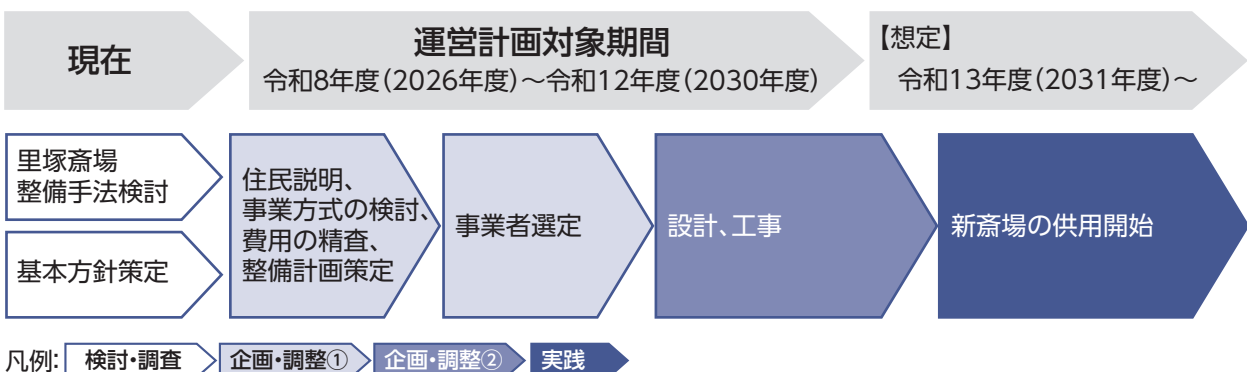 現在
運営計画対象期間
令和8年度(2026年度)~令和12年度(2030年度)
【想定】
令和13年度(2031年度)~
里塚斎場
整備手法検討
基本方針策定
住民説明、
事業方式の検討、
費用の精査、
整備計画策定
事業者選定
設計、工事
新斎場の供用開始
凡例: 検討・調査 企画・調整① 企画・調整② 実践